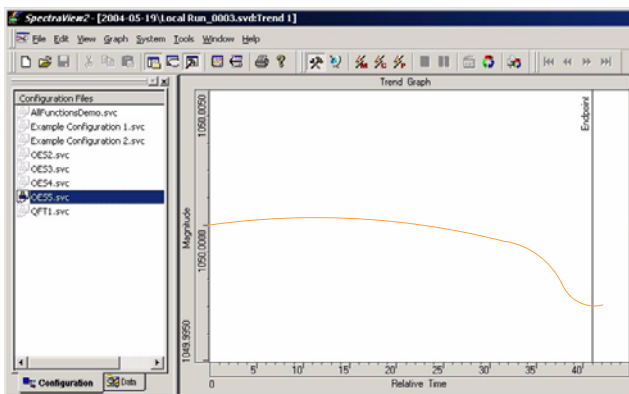 SpectraView2 - [2004-05-19\Local Run_0003.svd:Trend 1]
File Edit View Graph System Tools Window Help
Configuration Files
AllFunctionsDemo.svc
Example Configuration 1.svc
Example Configuration 2.svc
OES2.svc
OES3.svc
OES4.svc
OES5.svc
QFT1.svc
Configuration
Data
Trend Graph
1050.0050
Endpoint
Magnitude
1050.0000
1049.9950
0
5'
10'
15'
20'
25'
30'
35'
40'
Relative Time